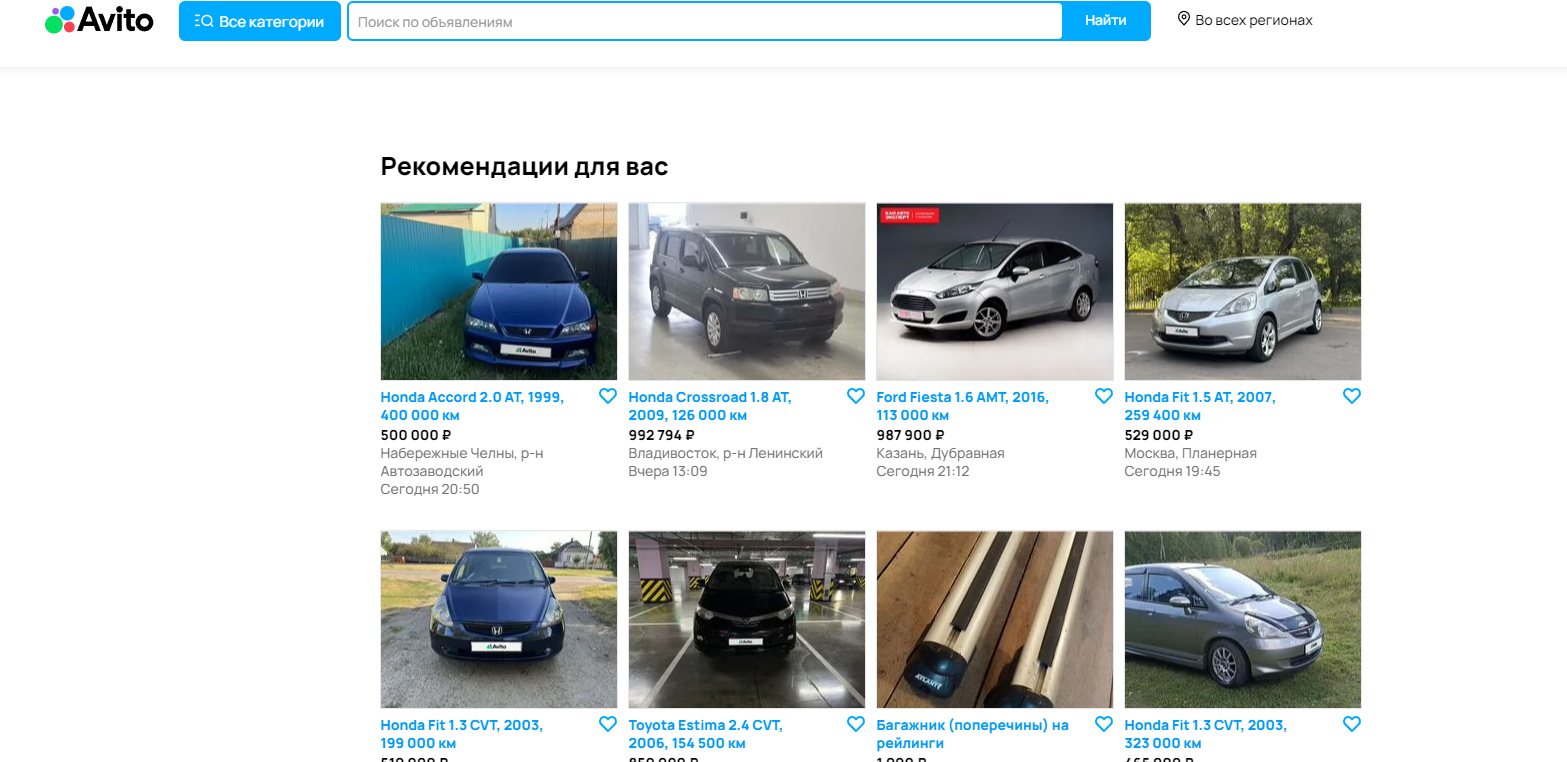 Avito
Все категории
Поиск по объявлениям
Найти
Во всех регионах
Рекомендации для вас
Honda Accord 2.0 AT, 1999,
400 000 км
500 000 ₽
Набережные Челны, р-н
Автозаводский
Сегодня 20:50
Honda Crossroad 1.8 AT,
2009, 126 000 км
992 794 ₽
Владивосток, р-н Ленинский
Вчера 13:09
Ford Fiesta 1.6 AMT, 2016,
113 000 км
987 900 ₽
Казань, Дубравная
Сегодня 21:12
Honda Fit 1.5 AT, 2007,
259 400 км
529 000 ₽
Москва, Планерная
Сегодня 19:45
Avito
Avito
Honda Fit 1.3 CVT, 2003,
199 000 км
Toyota Estima 2.4 CVT,
2006, 154 500 км
ATLANT
Багажник (поперечины) на
рейлинги
Honda Fit 1.3 CVT, 2003,
323 000 км